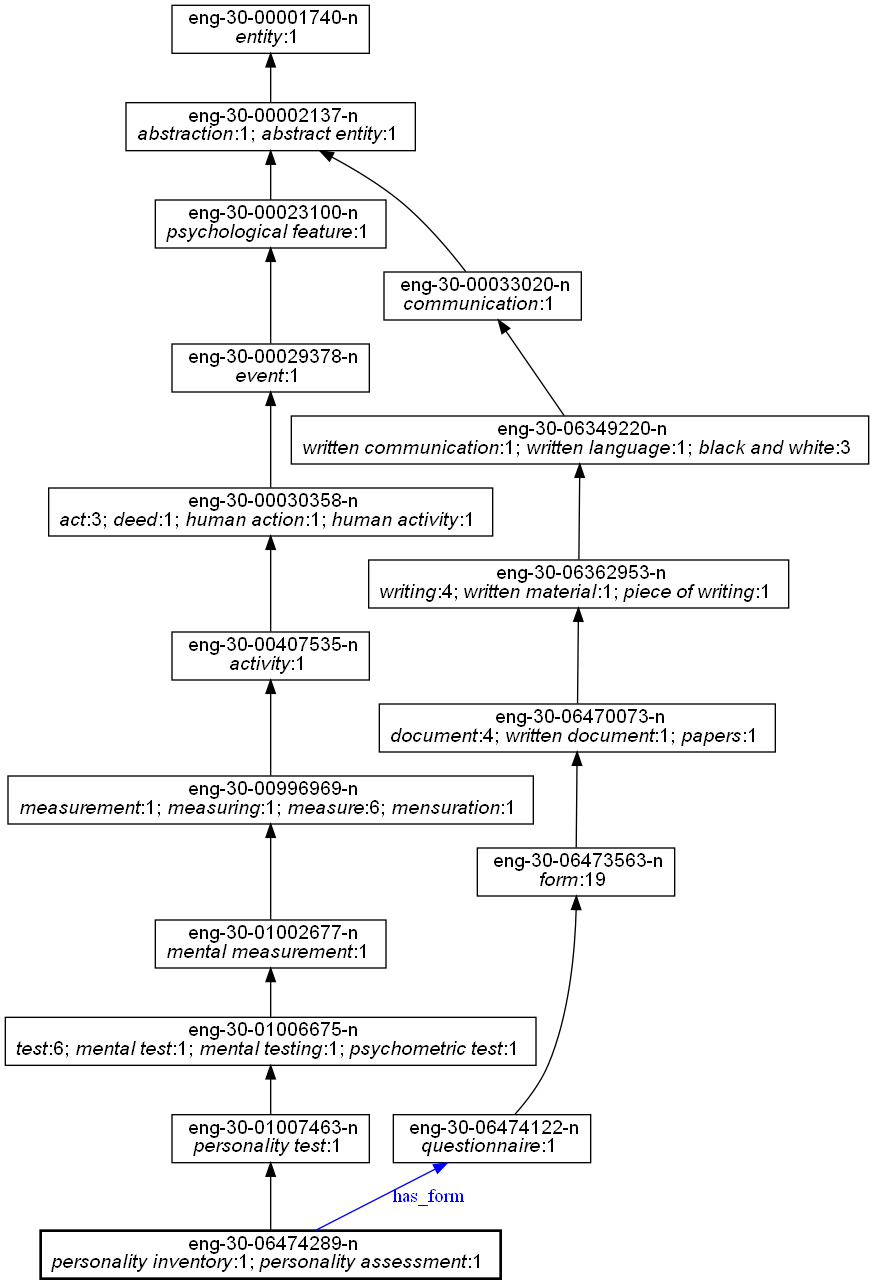 eng-30-00001740-n
entity:1
eng-30-00002137-n
abstraction:1; abstract entity:1
eng-30-00023100-n
psychological feature:1
eng-30-00033020-n
communication:1
eng-30-00029378-n
event:1
eng-30-06349220-n
written communication:1; written language:1; black and white:3
eng-30-00030358-n
act:3; deed:1; human action:1; human activity:1
eng-30-06362953-n
writing:4; written material:1; piece of writing:1
eng-30-00407535-n
activity:1
eng-30-06470073-n
document:4; written document:1; papers:1
eng-30-00996969-n
measurement:1; measuring:1; measure:6; mensuration:1
eng-30-06473563-n
form:19
eng-30-01002677-n
mental measurement:1
eng-30-01006675-n
test:6; mental test:1; mental testing:1; psychometric test:1
eng-30-01007463-n
personality test:1
eng-30-06474122-n
questionnaire:1
has_form
eng-30-06474289-n
personality inventory:1; personality assessment:1